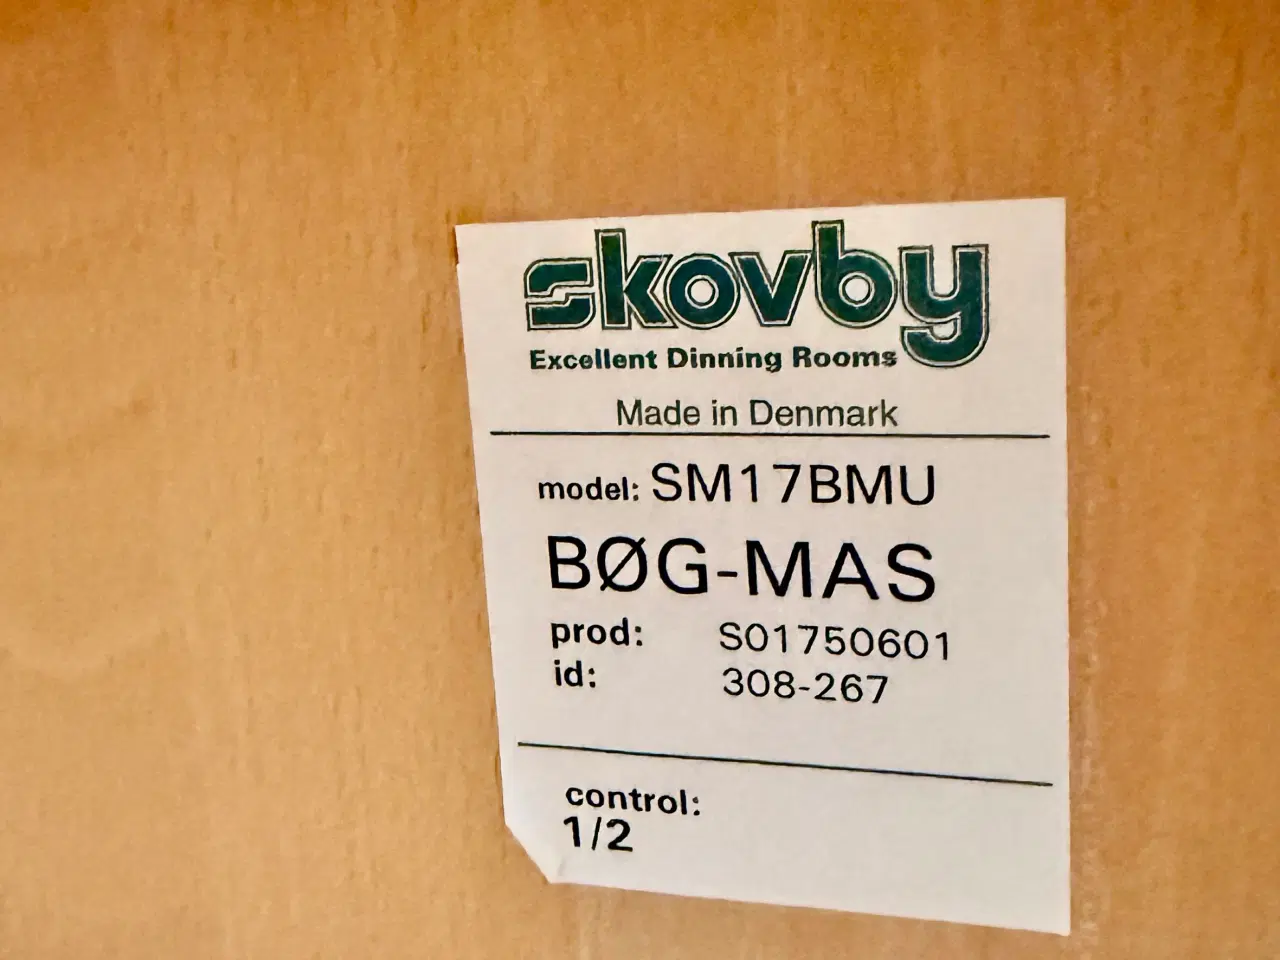 skovby
Excellent Dinning Rooms
Made in Denmark
model: SM17BMU
BØG-MAS
prod: S01750601
id: 308-267
control:
1/2